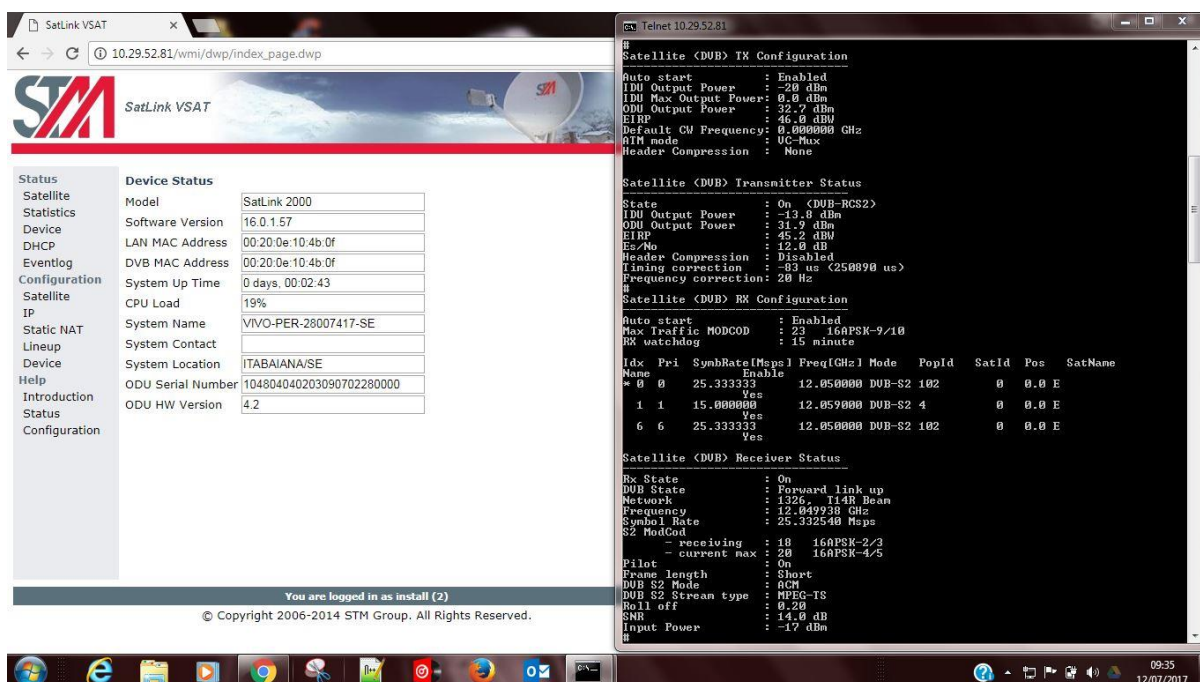 SatLink VSAT
10.29.52.81/wmi/dwp/index_page.dwp
STM
SatLink VSAT
STM
Status
Satellite
Statistics
Device
DHCP
Eventlog
Configuration
Satellite
IP
Static NAT
Lineup
Device
Help
Introduction
Status
Configuration
Device Status
Model SatLink 2000
Software Version 16.0.1.57
LAN MAC Address 00:20:0e:10:4b:0f
DVB MAC Address 00:20:0e:10:4b:0f
System Up Time 0 days, 00:02:43
CPU Load 19%
System Name VIVO-PER-28007417-SE
System Contact
System Location ITABAIANA/SE
ODU Serial Number 104804040203090702280000
ODU HW Version 4.2
You are logged in as install (2)
© Copyright 2006-2014 STM Group. All Rights Reserved.
Telnet 10.29.52.81
#
Satellite (DVB) TX Configuration
Auto start : Enabled
IDU Output Power : -20 dBm
IDU Max Output Power: 0.0 dBm
ODU Output Power : 32.7 dBm
EIRP : 46.0 dBW
Default CW Frequency: 0.000000 GHz
ATM mode : VC-Mux
Header Compression : None
Satellite (DVB) Transmitter Status
State : On (DVB-RCS2)
IDU Output Power : -13.8 dBm
ODU Output Power : 31.9 dBm
EIRP : 45.2 dBW
Es/No : 12.0 dB
Header Compression : Disabled
Timing correction : -83 us (250890 us)
Frequency correction: 20 Hz
#
Satellite (DVB) RX Configuration
Auto start : Enabled
Max Traffic MODCOD : 23 16APSK-9/10
RX watchdog : 15 minute
Idx Pri SymbRate[Msps] Freq[GHz] Mode PopId SatId Pos SatName
Name Enable
* 0 0 25.333333 12.050000 DVB-S2 102 0 0.0 E
Yes
1 1 15.000000 12.059000 DVB-S2 4 0 0.0 E
Yes
6 6 25.333333 12.050000 DVB-S2 102 0 0.0 E
Yes
Satellite (DVB) Receiver Status
Rx State : On
DVB State : Forward link up
Network : 1326, T14R Beam
Frequency : 12.049938 GHz
Symbol Rate : 25.332540 Msps
S2 ModCod
- receiving : 18 16APSK-2/3
- current max : 20 16APSK-4/5
Pilot : On
Frame length : Short
DVB S2 Mode : ACM
DVB S2 Stream type : MPEG-TS
Roll off : 0.20
SNR : 14.0 dB
Input Power : -17 dBm
#
09:35
12/07/2017